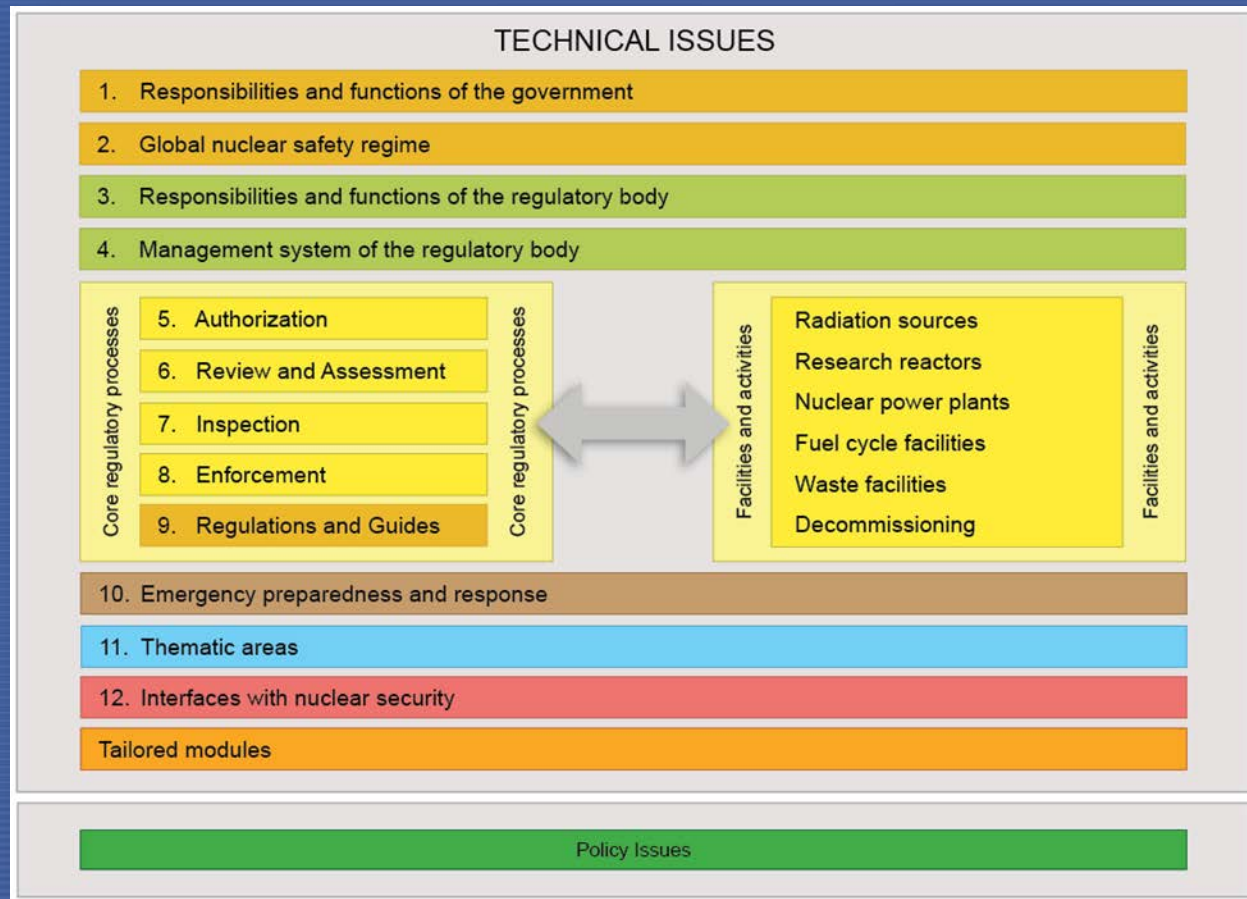 TECHNICAL ISSUES
1. Responsibilities and functions of the government
2. Global nuclear safety regime
3. Responsibilities and functions of the regulatory body
4. Management system of the regulatory body
Core regulatory processes
5. Authorization
6. Review and Assessment
7. Inspection
8. Enforcement
9. Regulations and Guides
Core regulatory processes
Facilities and activities
Radiation sources
Research reactors
Nuclear power plants
Fuel cycle facilities
Waste facilities
Decommissioning
Facilities and activities
10. Emergency preparedness and response
11. Thematic areas
12. Interfaces with nuclear security
Tailored modules
Policy Issues